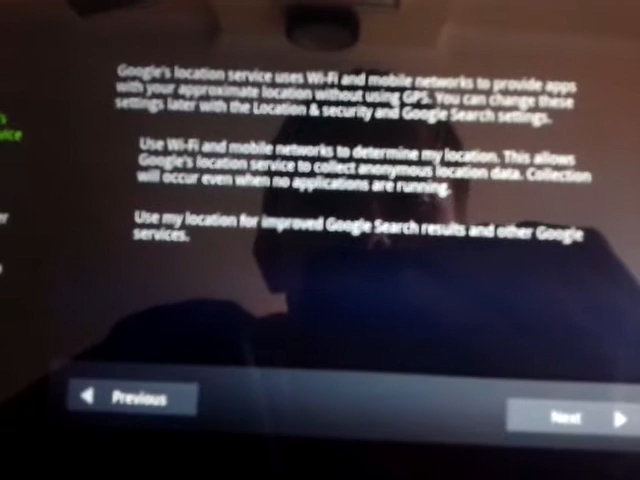 Google's location service uses Wi-Fi and mobile networks to provide apps
with your approximate location without using GPS. You can change these
settings later with the Location & security and Google Search settings.
Use Wi-Fi and mobile networks to determine my location. This allows
Google's location service to collect anonymous location data. Collection
will occur even when no applications are running.
Use my location for improved Google Search results and other Google
services.
Previous
Next